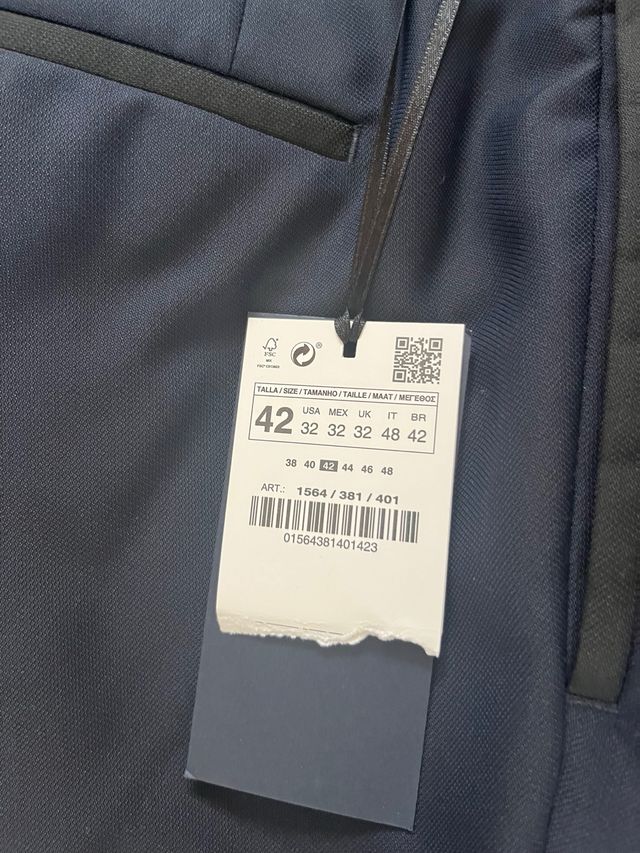 FSC
MIX
®
TALLA / SIZE / TAMANHO / TAILLE / MAAT / ΜΕΓΕΘΟΣ
42 USA MEX UK IT BR
32 32 32 48 42
38 40 42 44 46 48
ART.: 1564 / 381 / 401
01564381401423